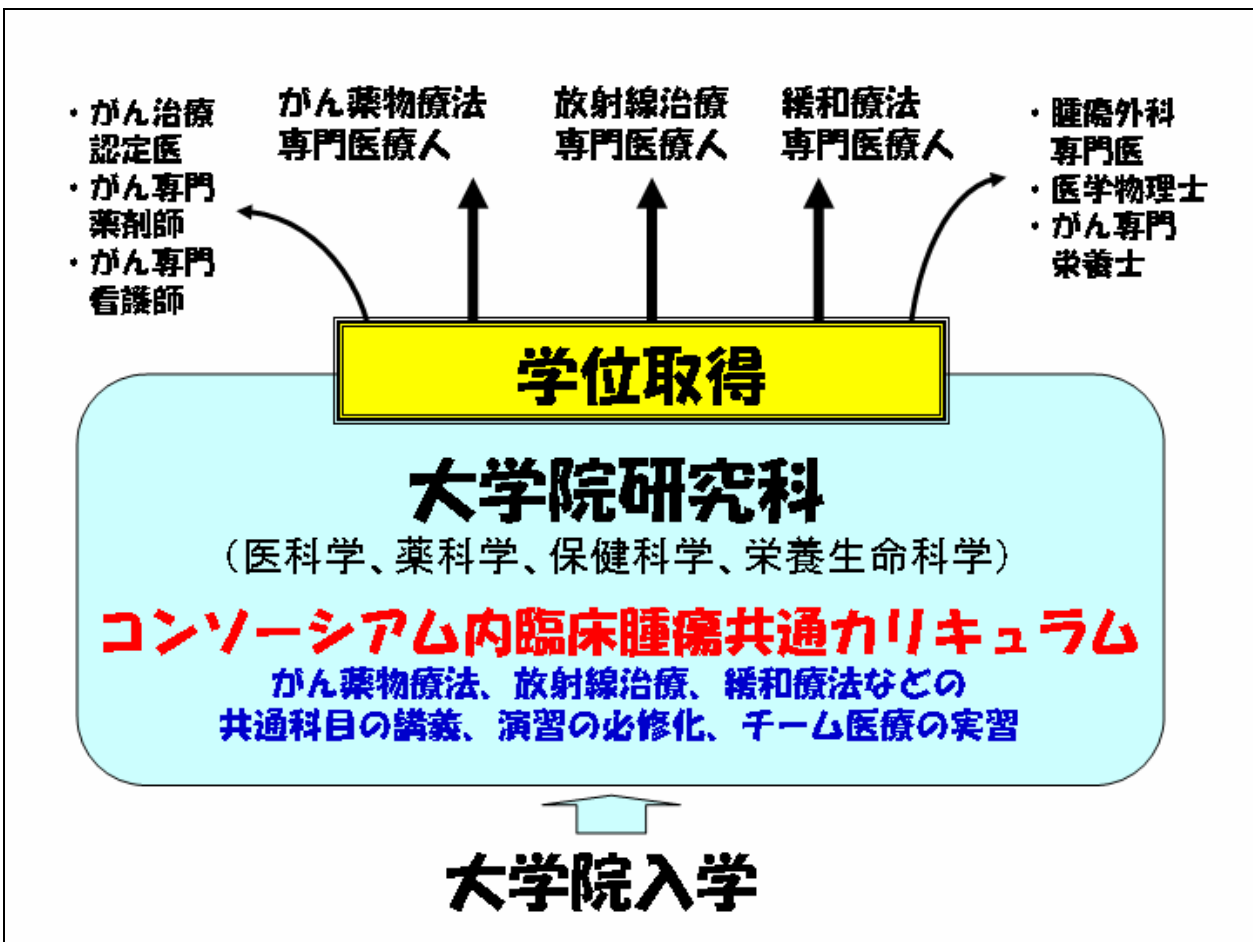 ・がん治療
認定医
・がん専門
薬剤師
・がん専門
看護師
がん薬物療法
専門医療人
放射線治療
専門医療人
緩和療法
専門医療人
・腫瘍外科
専門医
・医学物理士
・がん専門
栄養士
学位取得
大学院研究科
（医科学、薬科学、保健科学、栄養生命科学）
コンソーシアム内臨床腫瘍共通カリキュラム
がん薬物療法、放射線治療、緩和療法などの
共通科目の講義、演習の必修化、チーム医療の実習
大学院入学